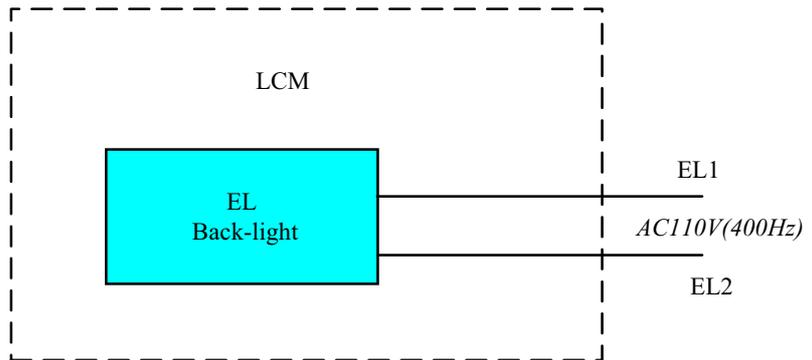 LCM
EL1
EL
Back-light
AC110V(400Hz)
EL2